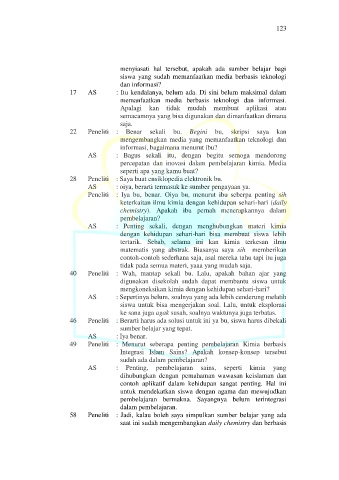 123
menyiasati hal tersebut, apakah ada sumber belajar bagi
siswa yang sudah memanfaatkan media berbasis teknologi
dan informasi?
17 AS : Itu kendalanya, belum ada. Di sini belum maksimal dalam
memanfaatkan media berbasis teknologi dan informasi.
Apalagi kan tidak mudah membuat aplikasi atau
semacamnya yang bisa digunakan dan dimanfaatkan dimana
saja.
22 Peneliti : Benar sekali bu. Begini bu, skripsi saya kan
mengembangkan media yang memanfaatkan teknologi dan
informasi, bagaimana menurut ibu?
AS : Bagus sekali itu, dengan begitu semoga mendorong
percepatan dan inovasi dalam pembelajaran kimia. Media
seperti apa yang kamu buat?
28 Peneliti : Saya buat ensiklopedia elektronik bu.
AS : oiya, berarti termasuk ke sumber pengayaan ya.
Peneliti : Iya bu, benar. Oiya bu, menurut ibu seberpa penting sih
keterkaitan ilmu kimia dengan kehidupan sehari-hari (daily
chemistry). Apakah ibu pernah menerapkannya dalam
pembelajaran?
AS : Penting sekali, dengan menghubungkan materi kimia
dengan kehidupan sehari-hari bisa membuat siswa lebih
tertarik. Sebab, selama ini kan kimia terkesan ilmu
matematis yang abstrak. Biasanya saya sih memberikan
contoh-contoh sederhana saja, asal mereka tahu tapi itu juga
tidak pada semua materi, yaaa yang mudah saja.
40 Peneliti : Wah, mantap sekali bu. Lalu, apakah bahan ajar yang
digunakan disekolah sudah dapat membantu siswa untuk
mengkoneksikan kimia dengan kehidupan sehari-hari?
AS : Sepertinya belum, soalnya yang ada lebih cenderung melatih
siswa untuk bisa mengerjakan soal. Lalu, untuk eksplorasi
ke sana juga agak susah, soalnya waktunya juga terbatas.
46 Peneliti : Berarti harus ada solusi untuk ini ya bu, siswa harus dibekali
sumber belajar yang tepat.
AS : Iya benar.
49 Peneliti : Menurut seberapa penting pembelajaran Kimia berbasis
Integrasi Islam Sains? Apakah konsep-konsep tersebut
sudah ada dalam pembelajaran?
AS : Penting, pembelajaran sains, seperti kimia yang
dihubungkan dengan pemahaman wawasan keislaman dan
contoh aplikatif dalam kehidupan sangat penting. Hal ini
untuk mendekatkan siswa dengan agama dan mewujudkan
pembelajaran bermakna. Sayangnya belum terintegrasi
dalam pembelajaran.
58 Peneliti : Jadi, kalau boleh saya simpulkan sumber belajar yang ada
saat ini sudah mengembangkan daily chemistry dan berbasis